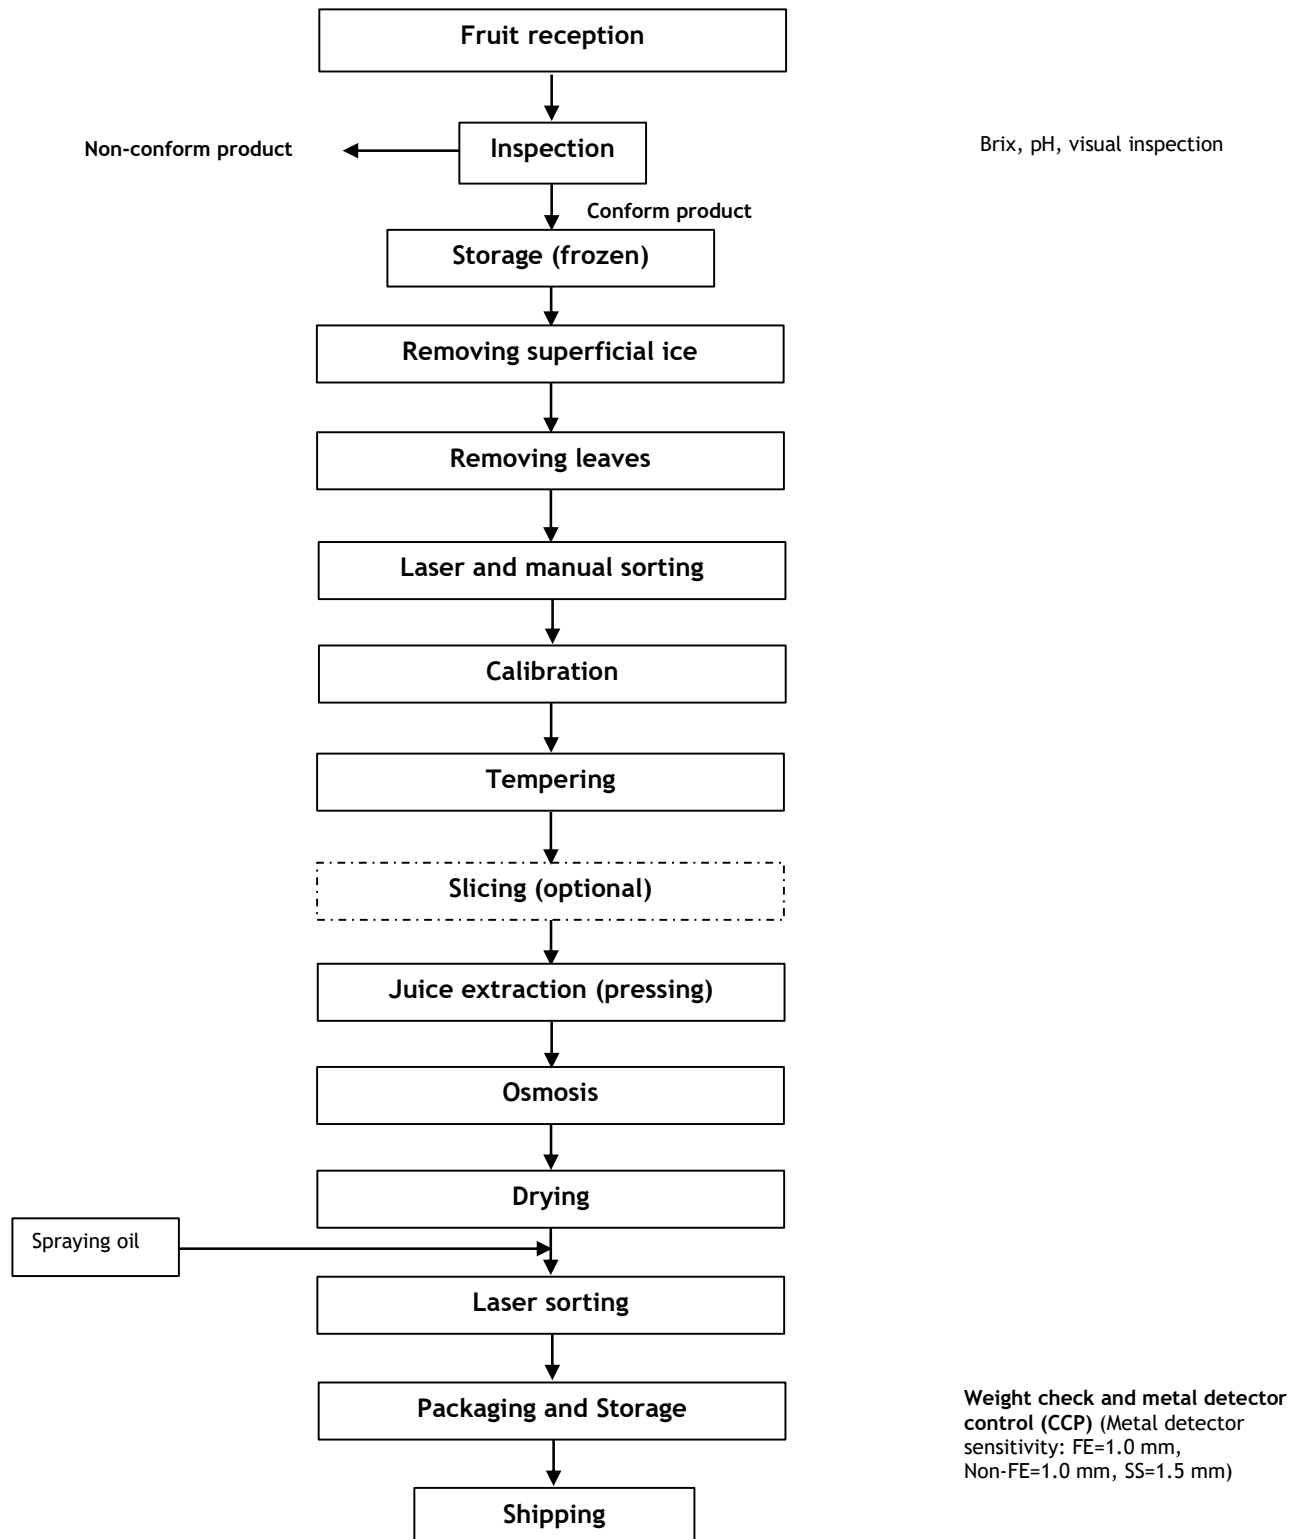 Fruit reception
Non-conform product
Inspection
Brix, pH, visual inspection
Conform product
Storage (frozen)
Removing superficial ice
Removing leaves
Laser and manual sorting
Calibration
Tempering
Slicing (optional)
Juice extraction (pressing)
Osmosis
Drying
Spraying oil
Laser sorting
Packaging and Storage
Weight check and metal detector
control (CCP) (Metal detector
sensitivity: FE=1.0 mm,
Non-FE=1.0 mm, SS=1.5 mm)
Shipping